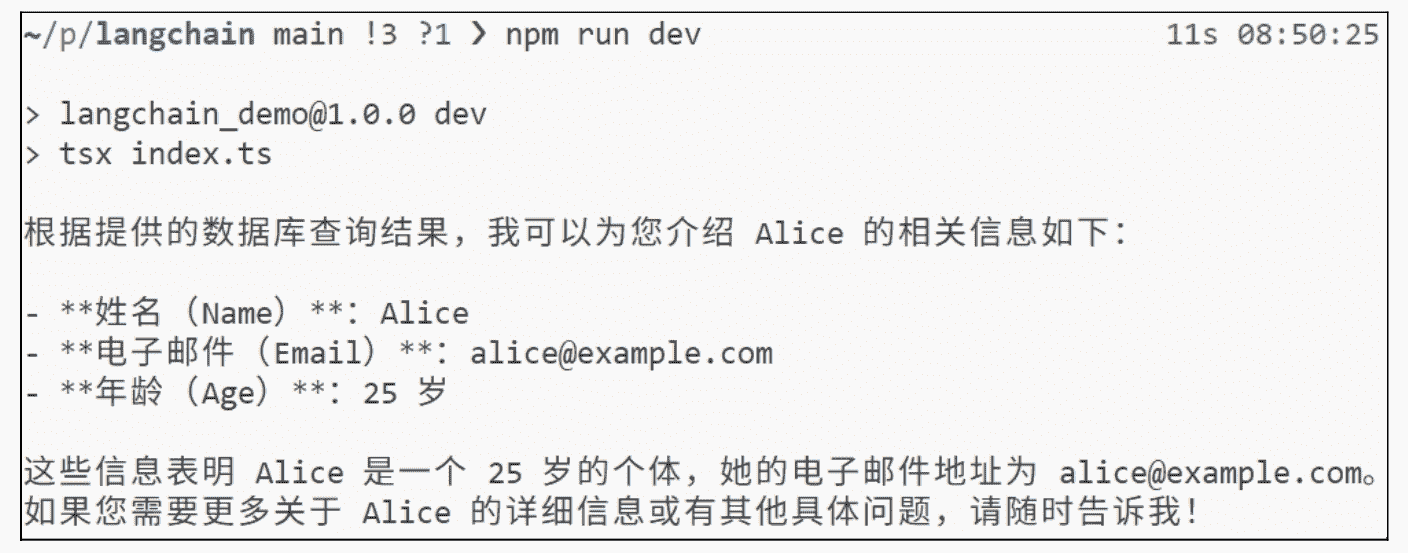 ~/p/langchain main !3 ?1 ❯ npm run dev 11s 08:50:25
> langchain_demo@1.0.0 dev
> tsx index.ts
根据提供的数据库查询结果，我可以为您介绍 Alice 的相关信息如下：
- **姓名（Name）**: Alice
- **电子邮件（Email）**: alice@example.com
- **年龄（Age）**: 25 岁
这些信息表明 Alice 是一个 25 岁的个体，她的电子邮件地址为 alice@example.com。
如果您需要更多关于 Alice 的详细信息或有其他具体问题，请随时告诉我！